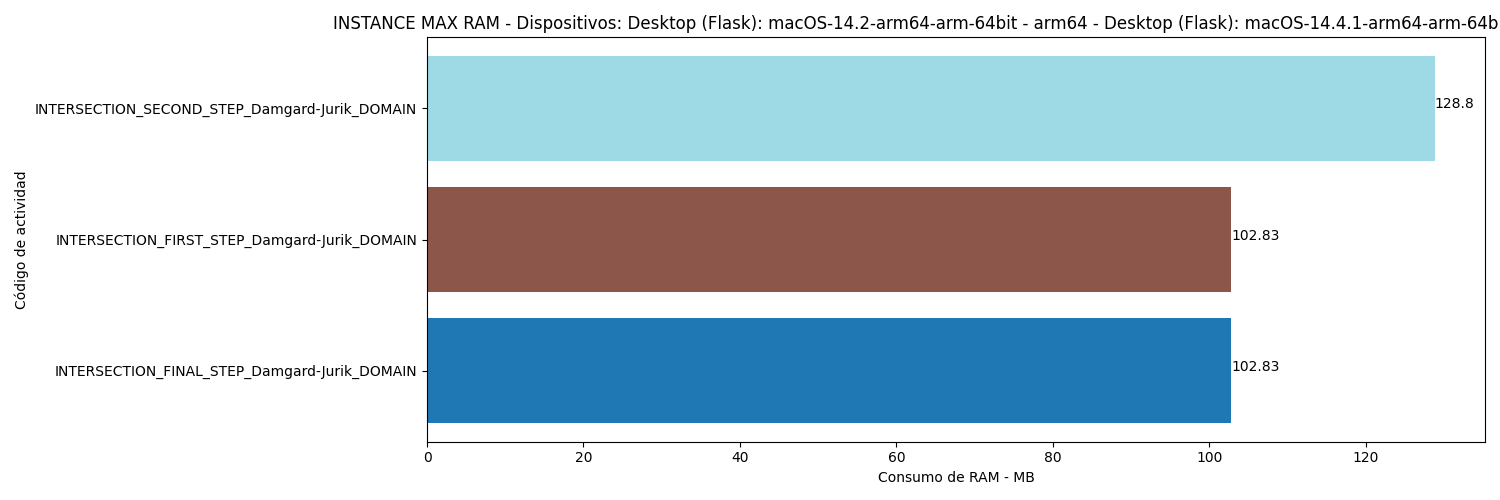 INSTANCE MAX RAM - Dispositivos: Desktop (Flask): macOS-14.2-arm64-arm-64bit - arm64 - Desktop (Flask): macOS-14.4.1-arm64-arm-64b
INTERSECTION_SECOND_STEP_Damgard-Jurik_DOMAIN
128.8
INTERSECTION_FIRST_STEP_Damgard-Jurik_DOMAIN
102.83
INTERSECTION_FINAL_STEP_Damgard-Jurik_DOMAIN
102.83
Código de actividad
0 20 40 60 80 100 120
Consumo de RAM - MB